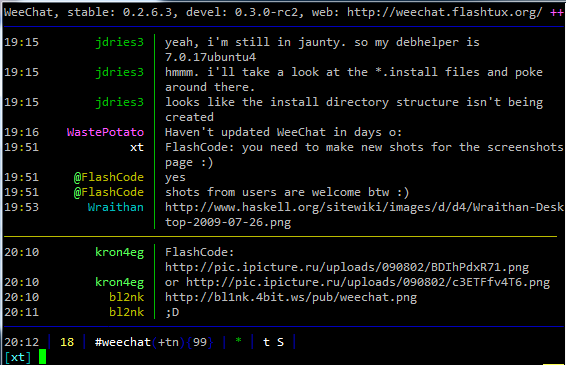 WeeChat, stable: 0.2.6.3, devel: 0.3.0-rc2, web: http://weechat.flashtux.org/ ++
19:15 jdries3 | yeah, i'm still in jaunty. so my debhelper is
7.0.17ubuntu4
19:15 jdries3 | hmmm. i'll take a look at the *.install files and poke
around there.
19:15 jdries3 | looks like the install directory structure isn't being
created
19:16 WastePotato | Haven't updated WeeChat in days o:
19:51 xt | FlashCode: you need to make new shots for the screenshots
page :)
19:51 @FlashCode | yes
19:51 @FlashCode | shots from users are welcome btw :)
19:53 Wraithan | http://www.haskell.org/sitewiki/images/d/d4/Wraithan-Desk
top-2009-07-26.png
20:10 kron4eg | FlashCode:
http://pic.ipicture.ru/uploads/090802/BDIhPdxR71.png
20:10 kron4eg | or http://pic.ipicture.ru/uploads/090802/c3ETFfv4T6.png
20:10 bl2nk | http://bl1nk.4bit.ws/pub/weechat.png
20:11 bl2nk | ;D
20:12 | 18 | #weechat(+tn){99} | * | t S |
[xt]